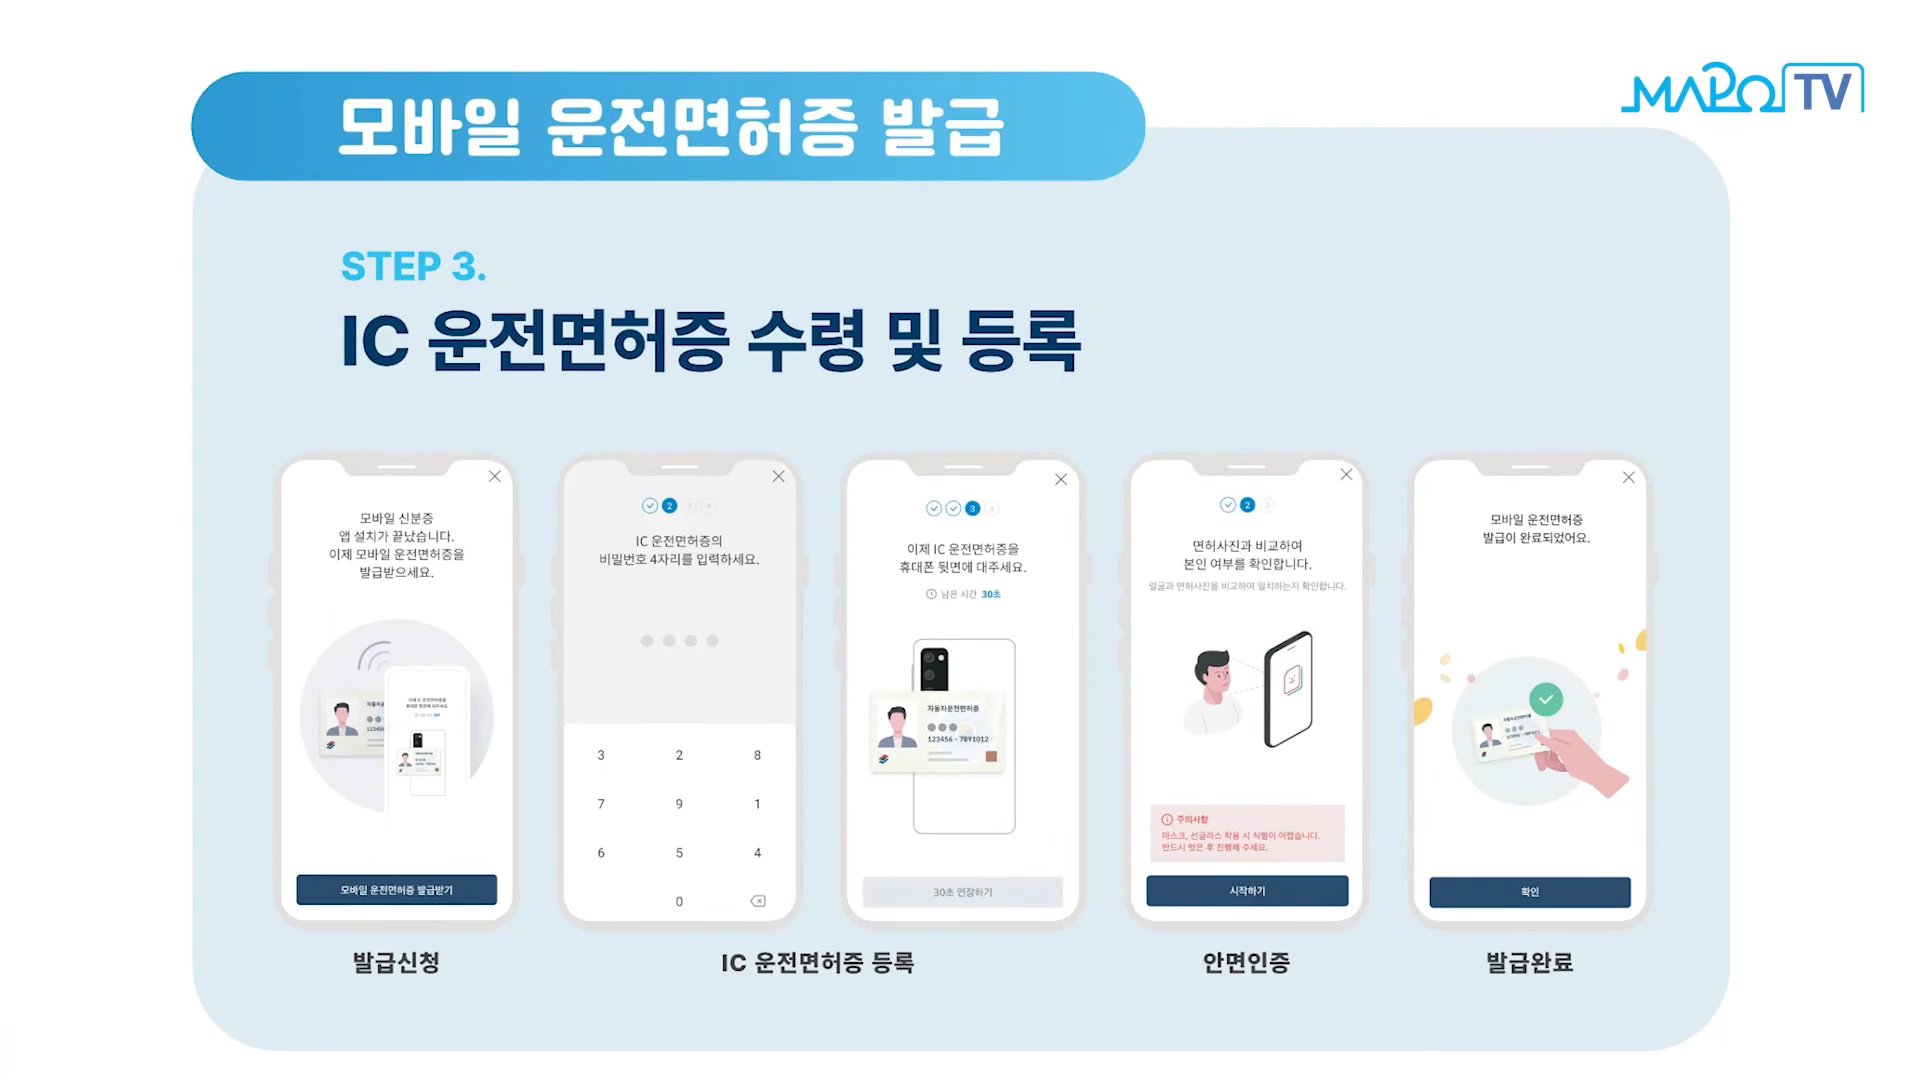 MAPO TV
모바일 운전면허증 발급
STEP 3.
IC 운전면허증 수령 및 등록
모바일 신분증
앱 설치가 끝났습니다.
이제 모바일 운전면허증을
발급받으세요.
모바일 운전면허증 발급받기
발급신청
2 3 4
IC 운전면허증의
비밀번호 4자리를 입력하세요.
3 2 8
7 9 1
6 5 4
0
3 4
이제 IC 운전면허증을
휴대폰 뒷면에 대주세요.
남은 시간 30초
자동차운전면허증
123456 - 7891012
30초 연장하기
IC 운전면허증 등록
2 3
면허사진과 비교하여
본인 여부를 확인합니다.
얼굴과 면허사진을 비교하여 일치하는지 확인합니다.
주의사항
마스크, 선글라스 착용 시 식별이 어렵습니다.
반드시 벗은 후 진행해 주세요.
시작하기
안면인증
모바일 운전면허증
발급이 완료되었어요.
확인
발급완료